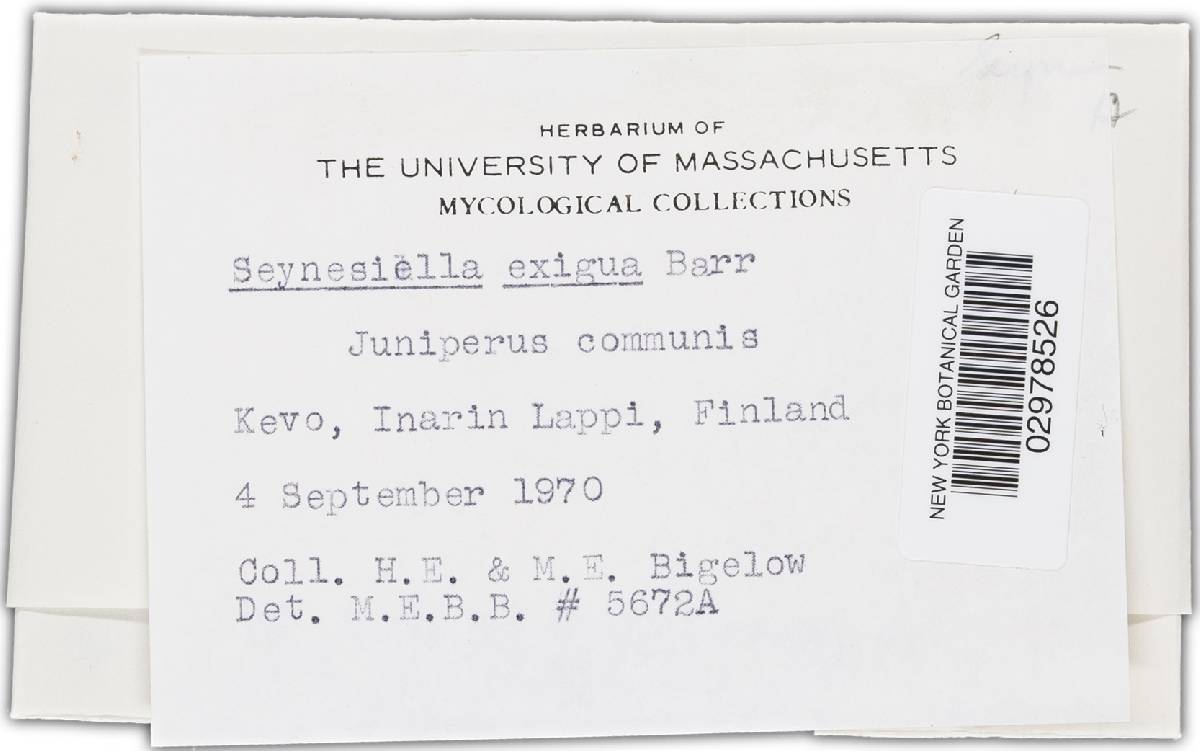 HERBARIUM OF
THE UNIVERSITY OF MASSACHUSETTS
MYCOLOGICAL COLLECTIONS
Seynesiëlla exigua Barr
Juniperus communis
Kevo, Inarin Lappi, Finland
4 September 1970
Coll. H.E. & M.E. Bigelow
Det. M.E.B.B. # 5672A
NEW YORK BOTANICAL GARDEN
02978526